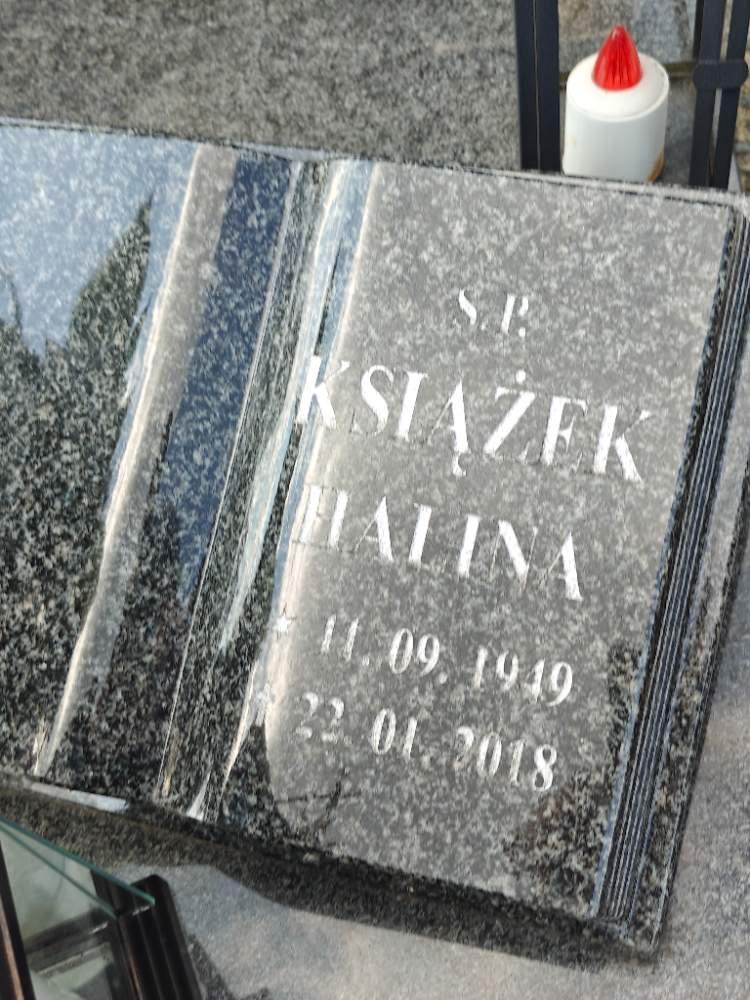 Ś.P.
KSIĄŻEK
HALINA
* 11. 09. 1949
✝ 22. 01. 2018